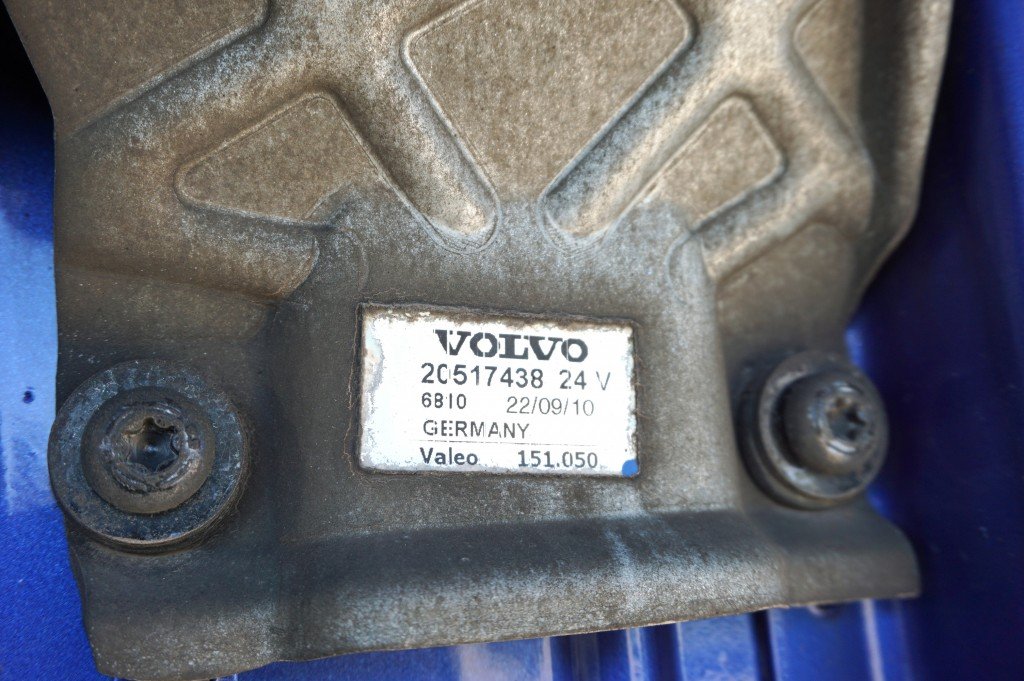 VOLVO
20517438 24 V
6810 22/09/10
GERMANY
Valeo 151.050